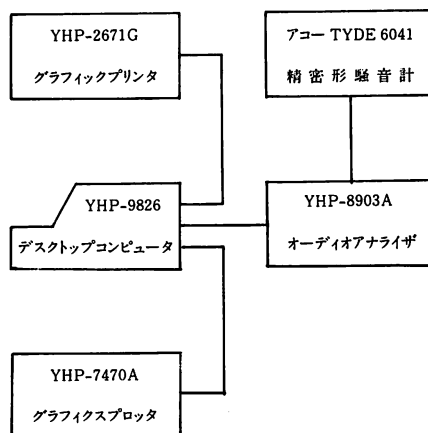 YHP-2671G
グラフィックプリンタ
アコー TYDE 6041
精密形騒音計
YHP-9826
デスクトップコンピュータ
YHP-8903A
オーディオアナライザ
YHP-7470A
グラフィクスプロッタ